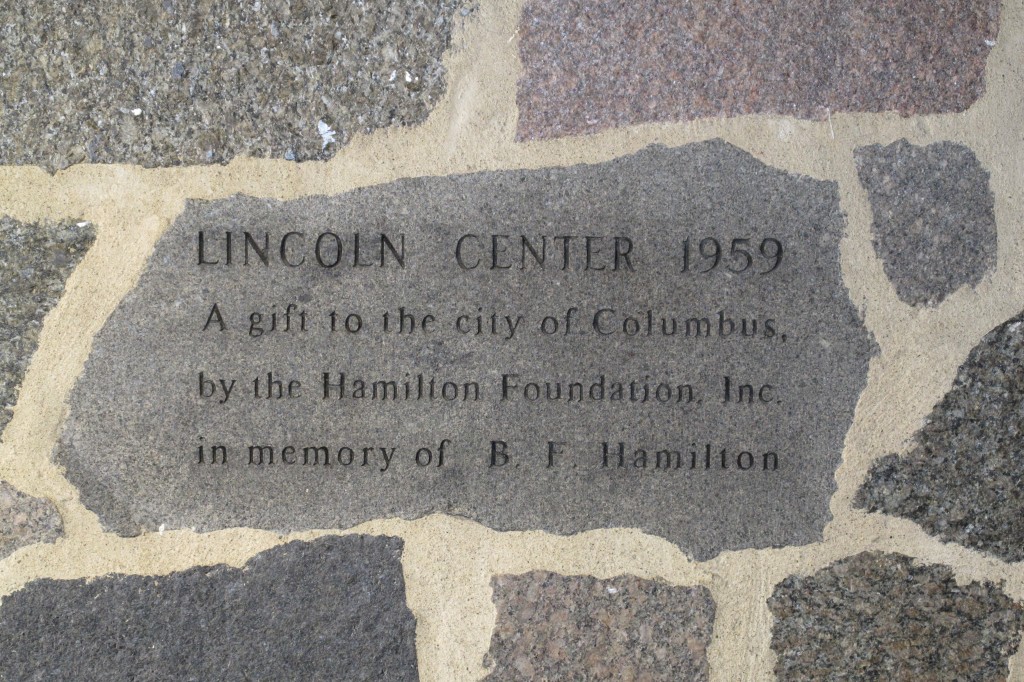 LINCOLN CENTER 1959
A gift to the city of Columbus,
by the Hamilton Foundation, Inc.
in memory of B. F. Hamilton